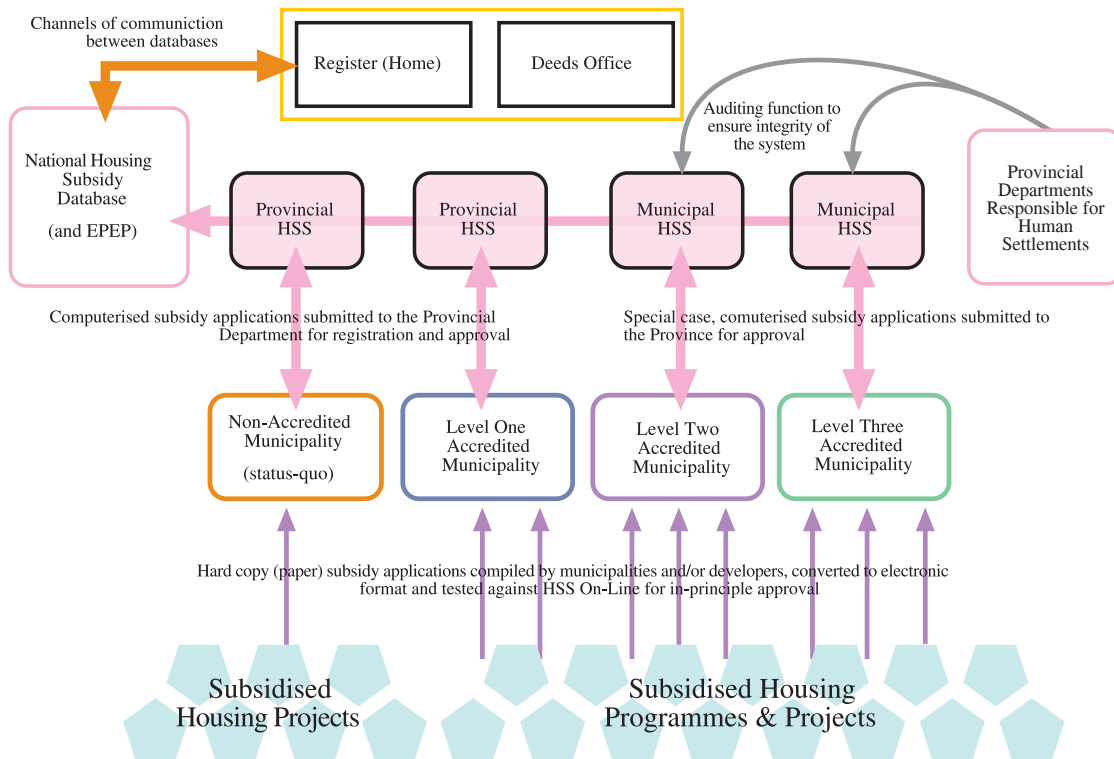 Channels of communiction
between databases
Register (Home)
Deeds Office
Auditing function to
ensure integrity of
the system
National Housing
Subsidy
Database
(and EPEP)
Provincial
HSS
Provincial
HSS
Municipal
HSS
Municipal
HSS
Provincial
Departments
Responsible for
Human
Settlements
Computerised subsidy applications submitted to the Provincial
Department for registration and approval
Special case, comuterised subsidy applications submitted to
the Province for approval
Non-Accredited
Municipality
(status-quo)
Level One
Accredited
Municipality
Level Two
Accredited
Municipality
Level Three
Accredited
Municipality
Hard copy (paper) subsidy applications compiled by municipalities and/or developers, converted to electronic
format and tested against HSS On-Line for in-principle approval
Subsidised
Housing Projects
Subsidised Housing
Programmes & Projects